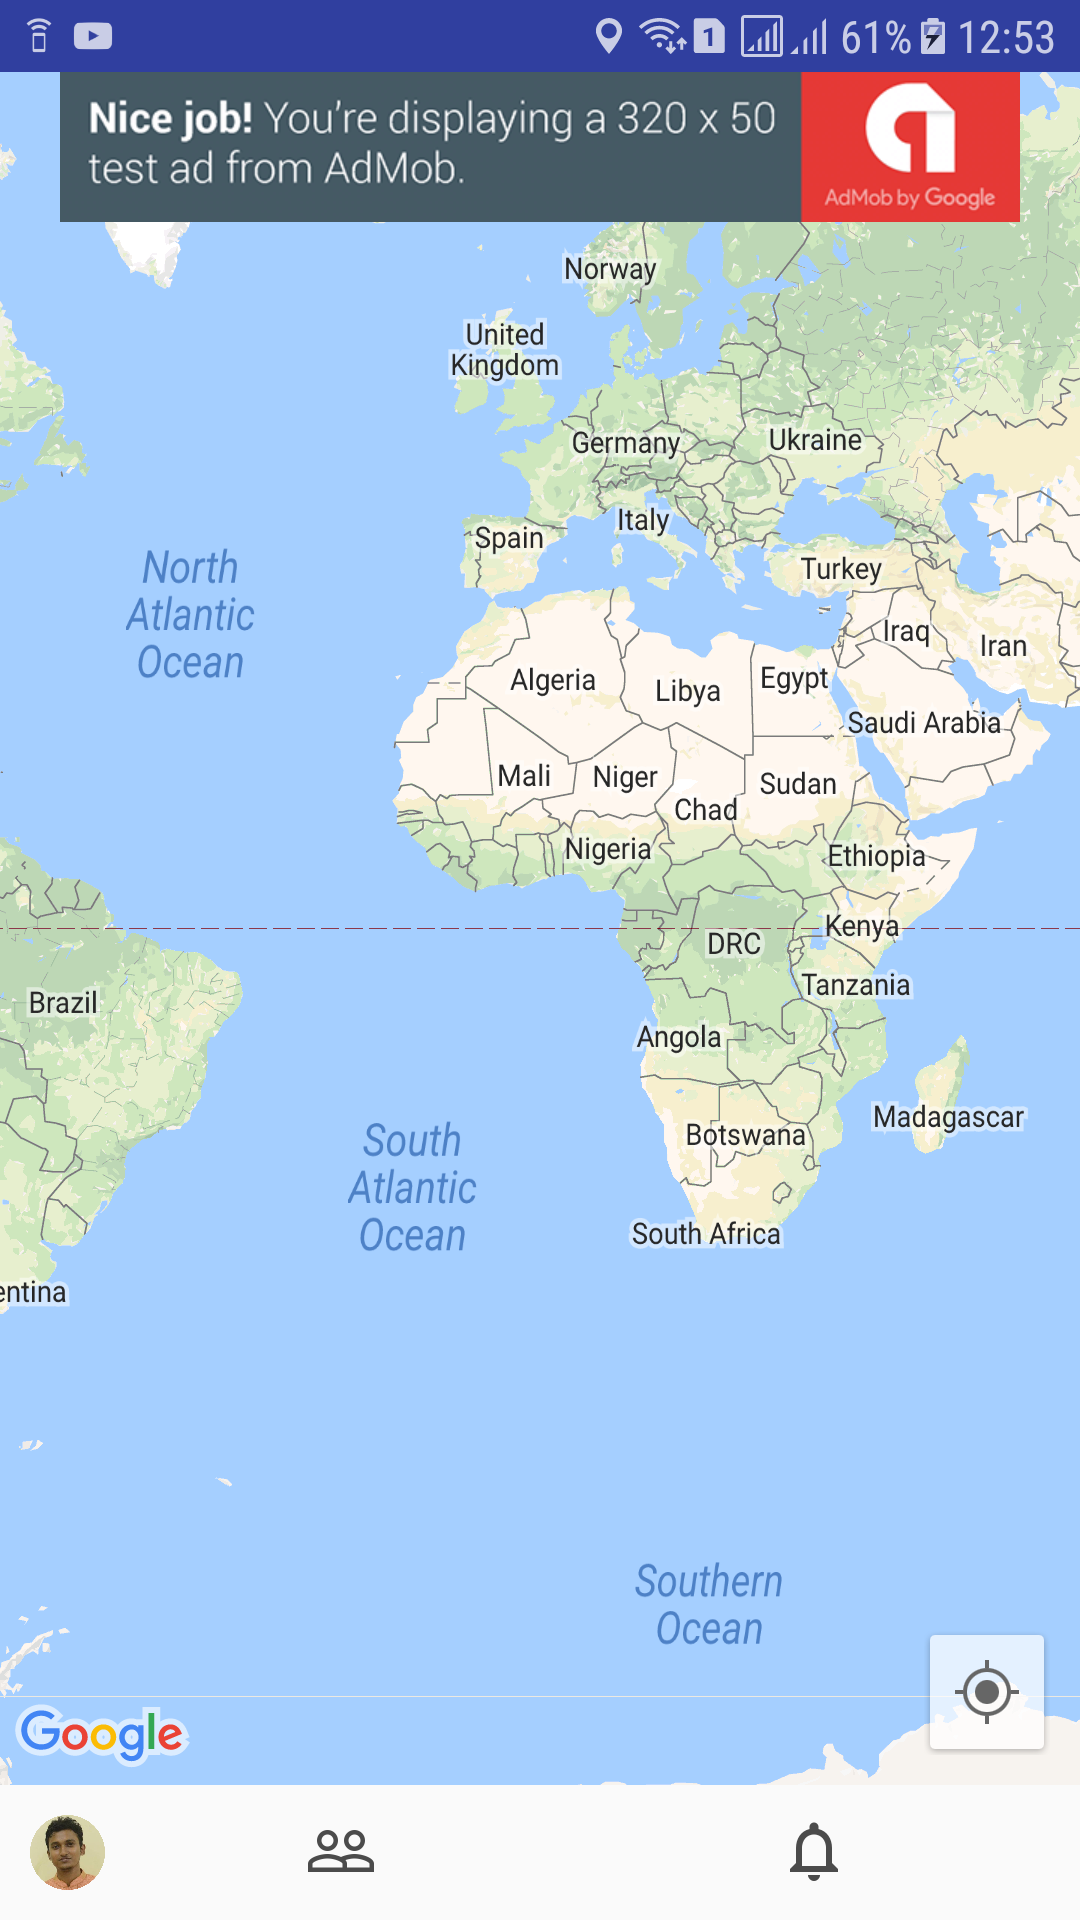 1 61% 12:53
Nice job! You're displaying a 320 x 50
test ad from AdMob.
AdMob by Google
Norway
United
Kingdom
Germany
Ukraine
Italy
Spain
Turkey
North
Atlantic
Ocean
Iraq
Iran
Algeria
Libya
Egypt
Saudi Arabia
Mali
Niger
Sudan
Chad
Nigeria
Ethiopia
Kenya
DRC
Tanzania
Brazil
Angola
Madagascar
Botswana
South
Atlantic
Ocean
South Africa
entina
Southern
Ocean
Google